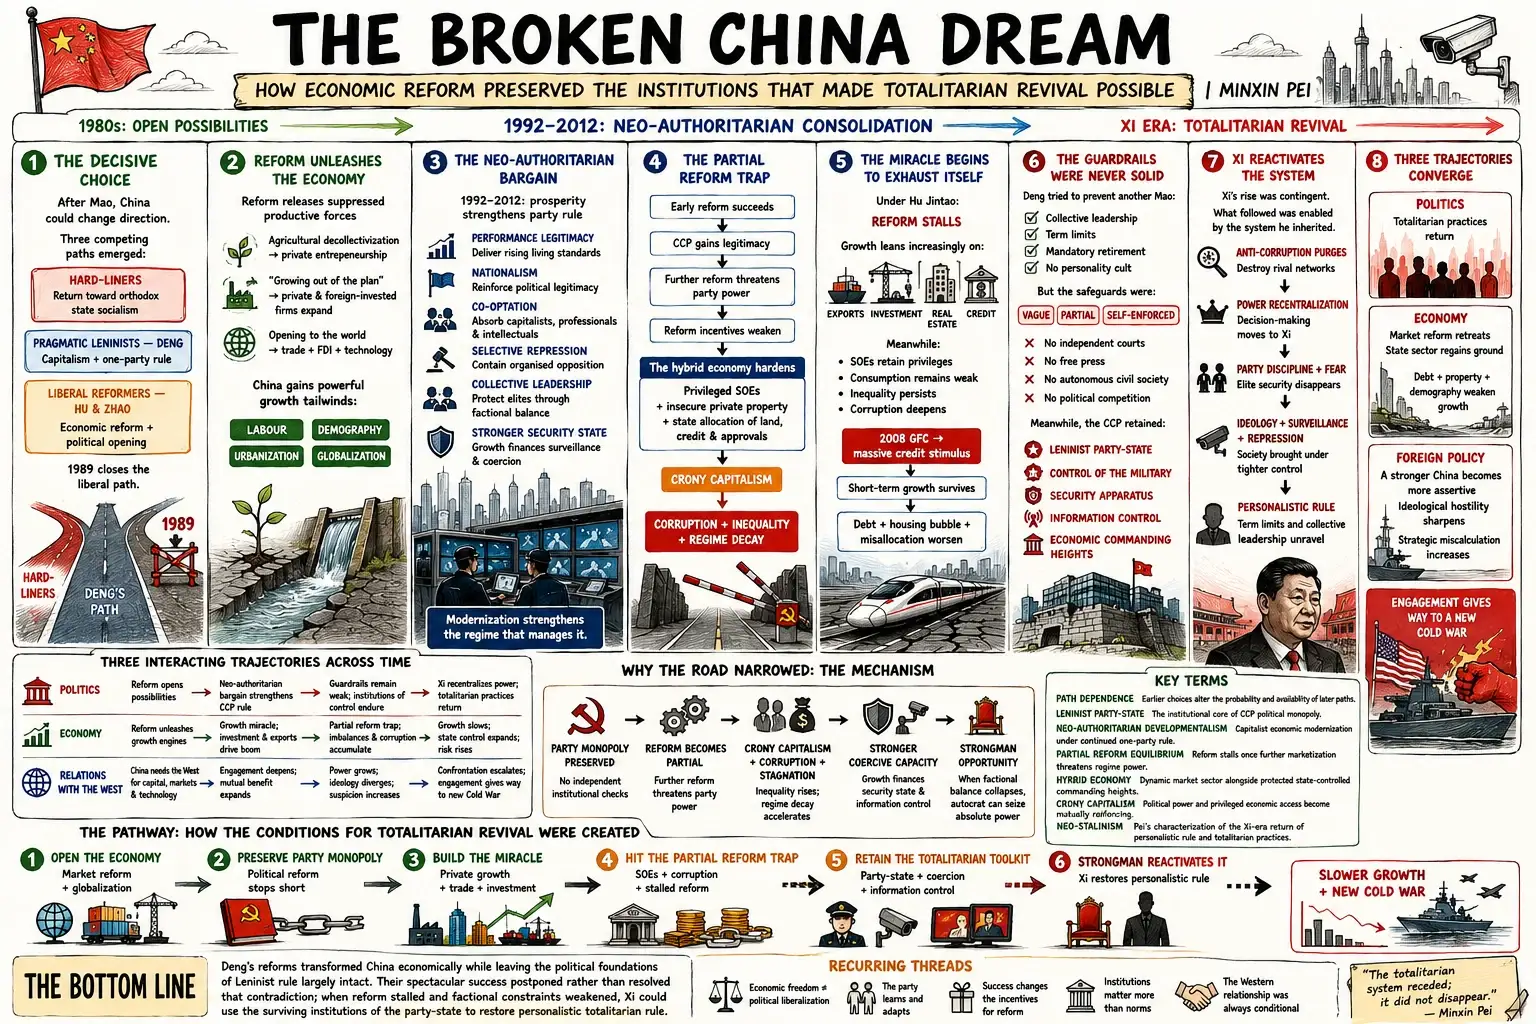 THE BROKEN CHINA DREAM
HOW ECONOMIC REFORM PRESERVED THE INSTITUTIONS THAT MADE TOTALITARIAN REVIVAL POSSIBLE
| MINXIN PEI
1980s: OPEN POSSIBILITIES
1992–2012: NEO-AUTHORITARIAN CONSOLIDATION
XI ERA: TOTALITARIAN REVIVAL
1 THE DECISIVE
CHOICE
After Mao, China
could change direction.
Three competing
paths emerged:
HARD-LINERS
Return toward orthodox
state socialism
PRAGMATIC LENINISTS — DENG
Capitalism + one-party rule
LIBERAL REFORMERS —
HU & ZHAO
Economic reform +
political opening
1989 closes the
liberal path.
1989
HARD-
LINERS
DENG'S
PATH
2 REFORM UNLEASHES
THE ECONOMY
Reform releases suppressed
productive forces
Agricultural decollectivization
→ private entrepeneurship
"Growing out of the plan"
→ private & foreign-invested
firms expand
Opening to the world
→ trade + FDI + technology
China gains powerful
growth tailwinds:
LABOUR
DEMOGRAPHY
URBANIZATION
GLOBALIZATION
3 THE NEO-AUTHORITARIAN
BARGAIN
1992–2012: prosperity
strengthens party rule
PERFORMANCE LEGITIMACY
Deliver rising living standards
NATIONALISM
Reinforce political legitimacy
CO-OPTATION
Absorb capitalists, professionals
& intellectuals
SELECTIVE REPRESSION
Contain organised opposition
COLLECTIVE LEADERSHIP
Protect elites through
factional balance
STRONGER SECURITY STATE
Growth finances surveillance
& coercion
Modernization strengthens
the regime that manages it.
4 THE PARTIAL
REFORM TRAP
Early reform succeeds
CCP gains legitimacy
Further reform threatens
party power
Reform incentives weaken
The hybrid economy hardens
Privileged SOEs
+ insecure private property
+ state allocation of land,
credit & approvals
CRONY CAPITALISM
CORRUPTION + INEQUALITY
+ REGIME DECAY
5 THE MIRACLE BEGINS
TO EXHAUST ITSELF
Under Hu Jintao:
REFORM STALLS
Growth leans increasingly on:
EXPORTS
INVESTMENT
REAL
ESTATE
CREDIT
Meanwhile:
• SOEs retain privileges
• Consumption remains weak
• Inequality persists
• Corruption deepens
2008 GFC →
massive credit stimulus
Short-term growth survives
Debt + housing bubble +
misallocation worsen
6 THE GUARDRAILS
WERE NEVER SOLID
Deng tried to prevent another Mao:
Collective leadership
Term limits
Mandatory retirement
No personality cult
But the safeguards were:
VAGUE
PARTIAL
SELF-ENFORCED
✕ No independent courts
✕ No free press
✕ No autonomous civil society
✕ No political competition
Meanwhile, the CCP retained:
LENINIST PARTY-STATE
CONTROL OF THE MILITARY
SECURITY APPARATUS
INFORMATION CONTROL
ECONOMIC COMMANDING
HEIGHTS
7 XI REACTIVATES
THE SYSTEM
Xi's rise was contingent.
What followed was enabled
by the system he inherited.
ANTI-CORRUPTION PURGES
Destroy rival networks
POWER RECENTRALIZATION
Decision-making
moves to Xi
PARTY DISCIPLINE + FEAR
Elite security disappears
IDEOLOGY + SURVEILLANCE
+ REPRESSION
Society brought under
tighter control
PERSONALISTIC RULE
Term limits and collective
leadership unravel
8 THREE TRAJECTORIES
CONVERGE
POLITICS
Totalitarian practices
return
ECONOMY
Market reform retreats
State sector regains ground
Debt + property +
demography weaken
growth
FOREIGN POLICY
A stronger China becomes
more assertive
Ideological hostility
sharpens
Strategic miscalculation
increases
ENGAGEMENT GIVES
WAY TO A NEW
COLD WAR
THREE INTERACTING TRAJECTORIES ACROSS TIME
POLITICS
Reform opens
possibilities
Neo-authoritarian
bargain strengthens
CCP rule
Guardrails remain
weak; institutions of
control endure
Xi recentralizes power;
totalitarian practices
return
ECONOMY
Reform unleashes
growth engines
Growth miracle;
investment & exports
drive boom
Partial reform trap;
imbalances & corruption
accumulate
Growth slows;
state control expands;
risk rises
RELATIONS
WITH THE WEST
China needs the West
for capital, markets
& technology
Engagement deepens;
mutual benefit
expands
Power grows;
ideology diverges;
suspicion increases
Confrontation escalates;
engagement gives way
to new Cold War
WHY THE ROAD NARROWED: THE MECHANISM
PARTY MONOPOLY
PRESERVED
No independent
institutional checks
REFORM BECOMES
PARTIAL
Further reform
threatens party
power
CRONY CAPITALISM
+ CORRUPTION +
STAGNATION
Inequality rises;
regime decay
accelerates
STRONGER
COERCIVE CAPACITY
Growth finances
security state &
information control
STRONGMAN
OPPORTUNITY
When factional
balance collapses,
autocrat can seize
absolute power
KEY TERMS
PATH DEPENDENCE Earlier choices alter the probability and availability of later paths.
LENINIST PARTY-STATE The institutional core of CCP political monopoly.
NEO-AUTHORITARIAN DEVELOPMENTALISM Capitalist economic modernization
under continued one-party rule.
PARTIAL REFORM EQUILIBRIUM Reform stalls once further marketization
threatens regime power.
HYBRID ECONOMY Dynamic market sector alongside protected state-controlled
commanding heights.
CRONY CAPITALISM Political power and privileged economic access become
mutually reinforcing.
NEO-STALINISM Pei's characterization of the Xi-era return of
personalistic rule and totalitarian practices.
THE PATHWAY: HOW THE CONDITIONS FOR TOTALITARIAN REVIVAL WERE CREATED
1 OPEN THE ECONOMY
Market reform
+ globalization
2 PRESERVE PARTY MONOPOLY
Political reform
stops short
3 BUILD THE MIRACLE
Private growth
+ trade + investment
4 HIT THE PARTIAL REFORM TRAP
SOEs + corruption
+ stalled reform
5 RETAIN THE TOTALITARIAN TOOLKIT
Party-state + coercion
+ information control
6 STRONGMAN REACTIVATES IT
Xi restores personalistic rule
SLOWER GROWTH
+ NEW COLD WAR
THE BOTTOM LINE
Deng's reforms transformed China economically while leaving the political foundations
of Leninist rule largely intact. Their spectacular success postponed rather than resolved
that contradiction; when reform stalled and factional constraints weakened, Xi could
use the surviving institutions of the party-state to restore personalistic totalitarian rule.
RECURRING THREADS
Economic freedom ≠
political liberalization
The party
learns and
adapts
Success changes
the incentives
for reform
Institutions
matter more
than norms
The Western
relationship was
always conditional
"The totalitarian
system receded;
it did not disappear."
— Minxin Pei